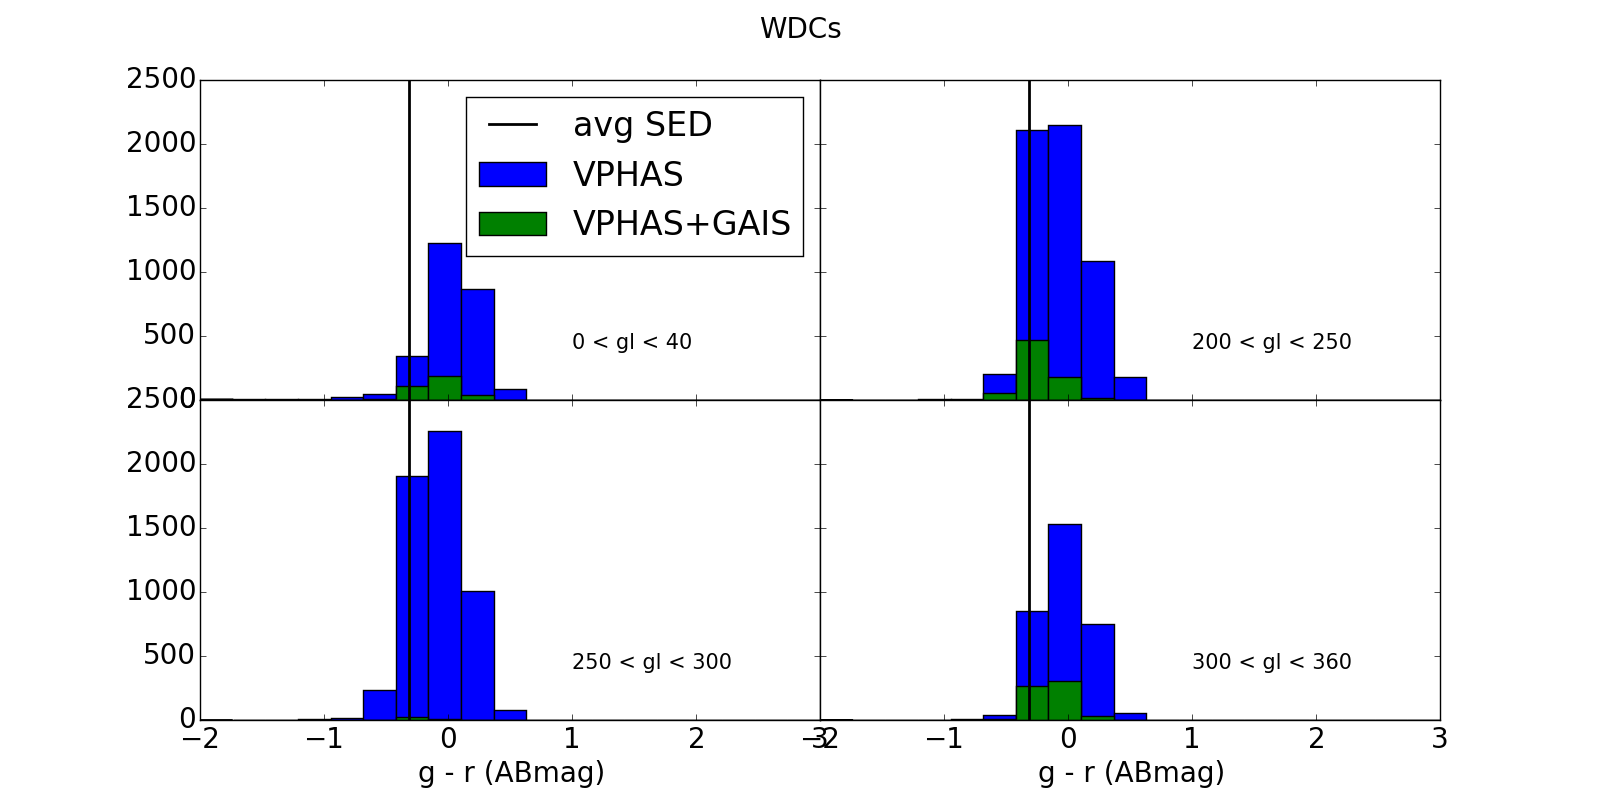 WDCs
2500
2000
1500
1000
500
0
avg SED
VPHAS
VPHAS+GAIS
0 < gl < 40
200 < gl < 250
2500
2000
1500
1000
500
0
250 < gl < 300
300 < gl < 360
−2 −1 0 1 2 3
−2 −1 0 1 2 3
g - r (ABmag)
g - r (ABmag)